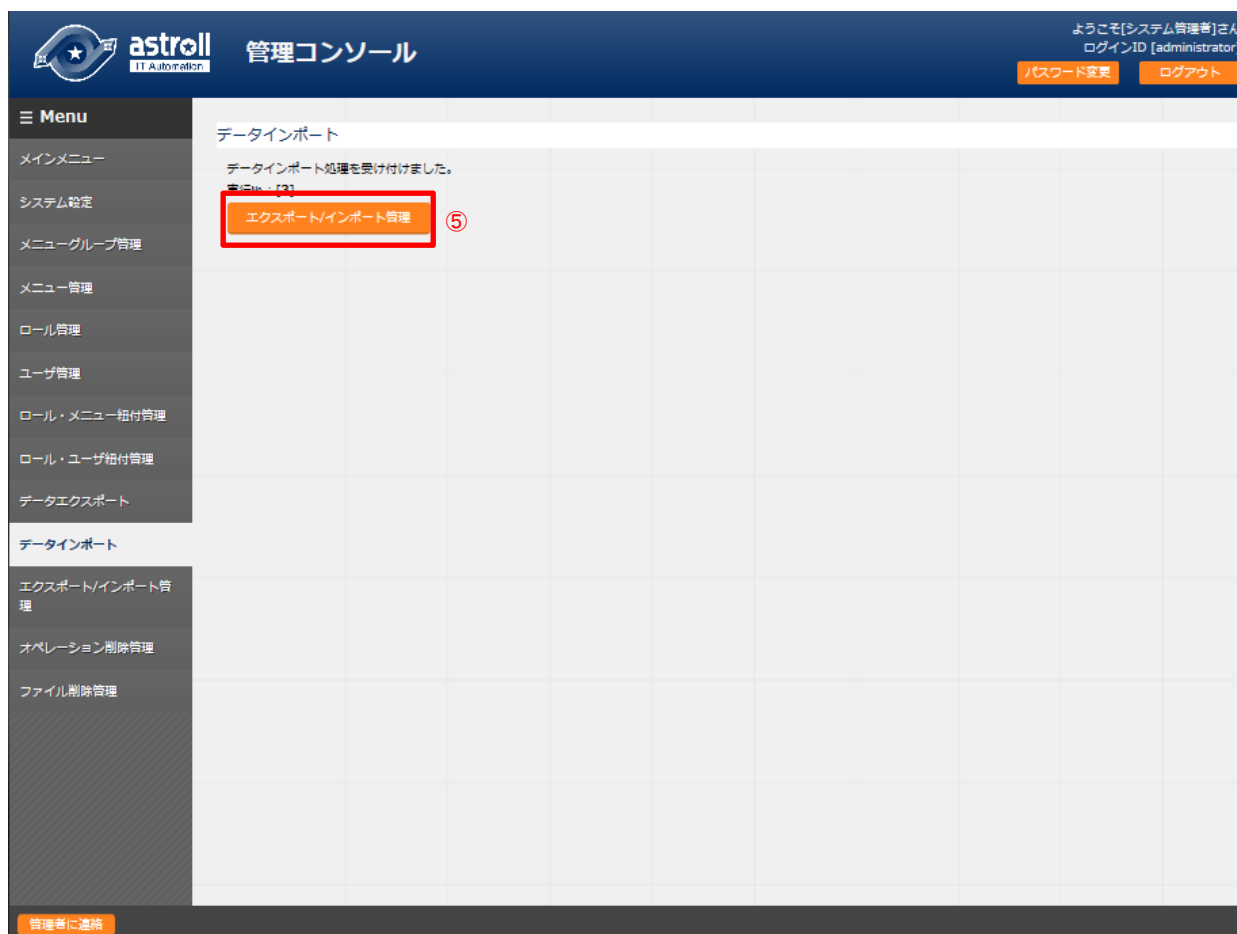 astroll
IT Automation
管理コンソール
ようこそ[システム管理者]さん
ログインID [administrator]
パスワード変更
ログアウト
≡ Menu
メインメニュー
システム設定
メニューグループ管理
メニュー管理
ロール管理
ユーザ管理
ロール・メニュー紐付管理
ロール・ユーザ紐付管理
データエクスポート
データインポート
エクスポート/インポート管
理
オペレーション削除管理
ファイル削除管理
データインポート
データインポート処理を受け付けました。
実行No.：[3]
エクスポート/インポート管理
⑤
管理者に連絡